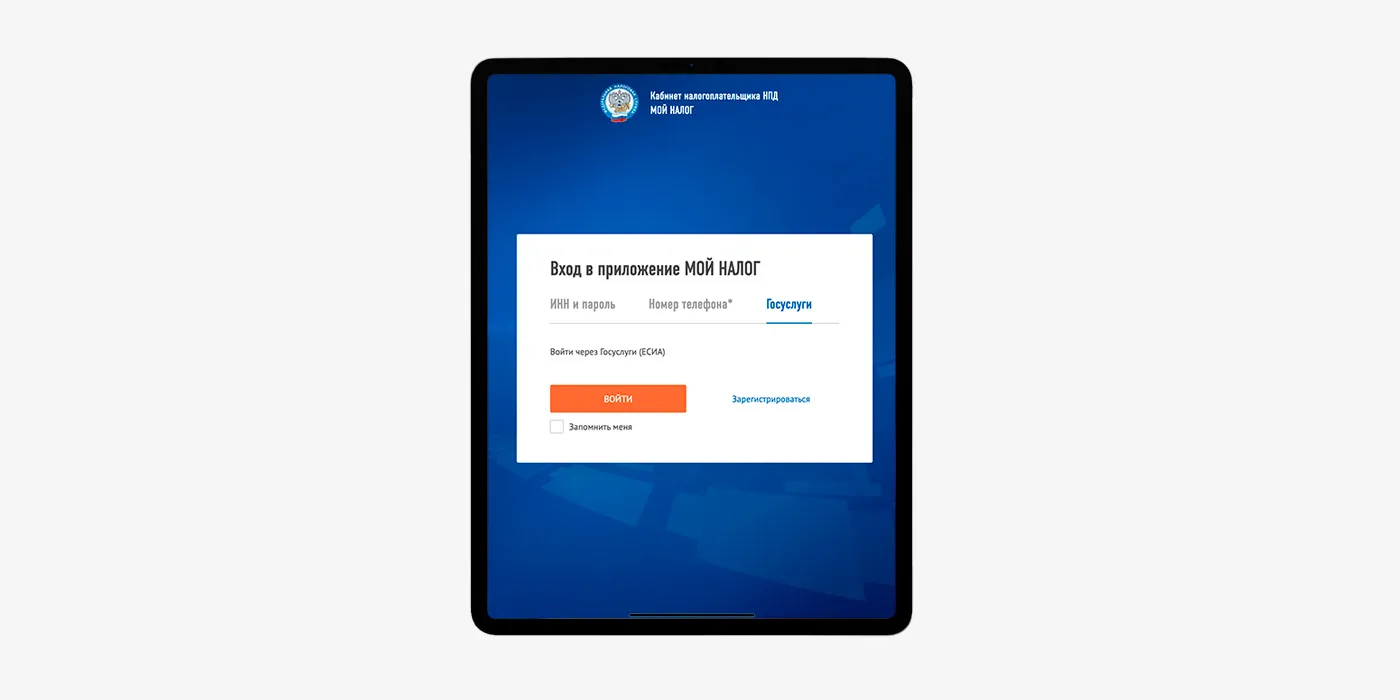 Кабинет налогоплательщика НПД
МОЙ НАЛОГ
Вход в приложение МОЙ НАЛОГ
ИНН и пароль
Номер телефона*
Госуслуги
Войти через Госуслуги (ЕСИА)
ВОЙТИ
Зарегистрироваться
Запомнить меня